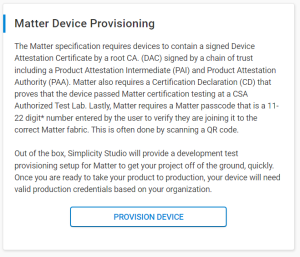 Matter Device Provisioning
The Matter specification requires devices to contain a signed Device
Attestation Certificate by a root CA. (DAC) signed by a chain of trust
including a Product Attestation Intermediate (PAI) and Product Attestation
Authority (PAA). Matter also requires a Certification Declaration (CD) that
proves that the device passed Matter certification testing at a CSA
Authorized Test Lab. Lastly, Matter requires a Matter passcode that is a 11-
22 digit* number entered by the user to verify they are joining it to the
correct Matter fabric. This is often done by scanning a QR code.
Out of the box, Simplicity Studio will provide a development test
provisioning setup for Matter to get your project off of the ground, quickly.
Once you are ready to take your product to production, your device will need
valid production credentials based on your organization.
PROVISION DEVICE